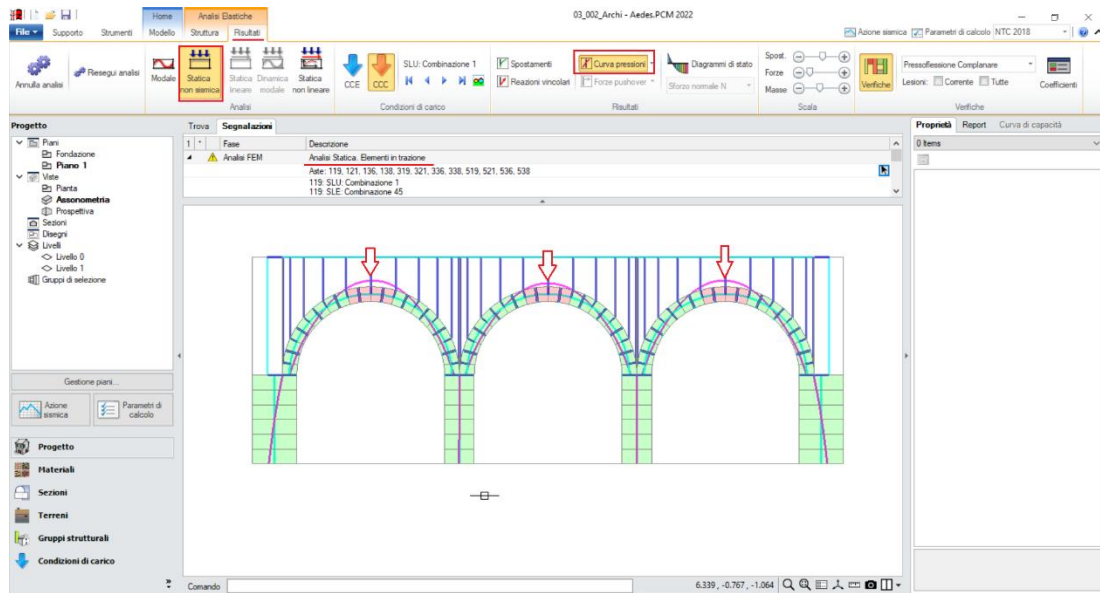 Home Analisi Elastiche 03_002_Archi - Aedes.PCM 2022
File Supporto Strumenti Modello Struttura Risultati Azione sismica Parametri di calcolo NTC 2018
Annulla analisi
Riesegui analisi
Modale
Statica non sismica
Statica lineare
Dinamica modale
Statica non lineare
Analisi
CCE
CCC
SLU: Combinazione 1
Condizioni di carico
Spostamenti
Reazioni vincolari
Curva pressioni
Forze pushover
Diagrammi di stato
Sforzo normale N
Risultati
Spost.
Forze
Masse
Scala
Verifiche
Pressoflessione Complanare
Lesioni: Corrente Tutte
Coefficienti
Verifiche
Progetto
Piani
Fondazione
Piano 1
Viste
Pianta
Assonometria
Prospettiva
Sezioni
Disegni
Livelli
Livello 0
Livello 1
Gruppi di selezione
Gestione piani...
Azione sismica
Parametri di calcolo
Progetto
Materiali
Sezioni
Terreni
Gruppi strutturali
Condizioni di carico
Trova Segnalazioni
1 * Fase Descrizione
Analisi FEM Analisi Statica. Elementi in trazione
Aste: 119, 121, 136, 138, 319, 321, 336, 338, 519, 521, 536, 538
119: SLU: Combinazione 1
119: SLE: Combinazione 45
Proprietà Report Curva di capacità
0 Items
Comando
6.339 , -0.767 , -1.064